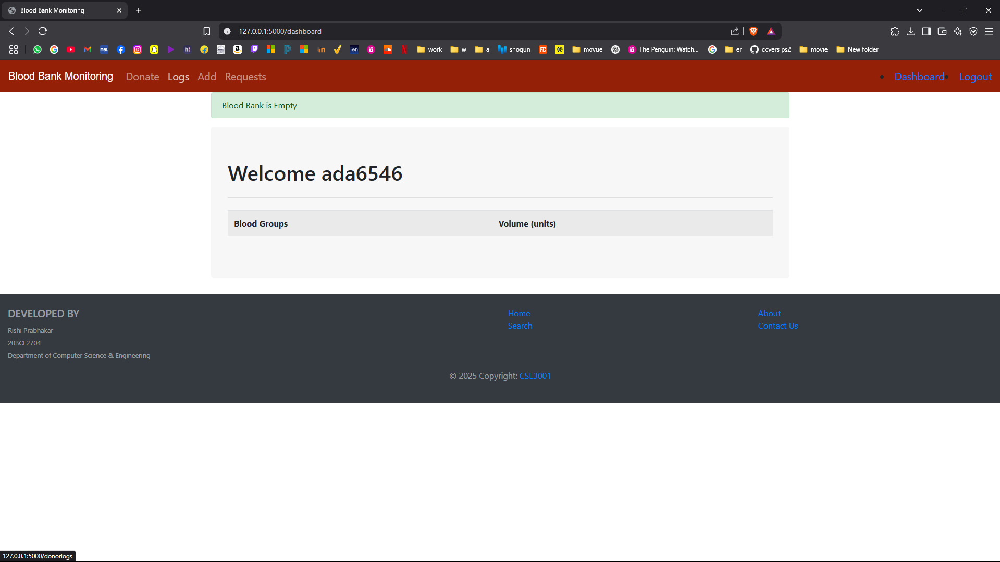 Blood Bank Monitoring
127.0.0.1:5000/dashboard
work w a shogun movue The Penguin: Watch... er covers ps2 movie New folder
Blood Bank Monitoring Donate Logs Add Requests • Dashboard • Logout
Blood Bank is Empty
Welcome ada6546
Blood Groups Volume (units)
DEVELOPED BY
Rishi Prabhakar
20BCE2704
Department of Computer Science & Engineering
Home
Search
About
Contact Us
© 2025 Copyright: CSE3001
127.0.0.1:5000/donorlogs